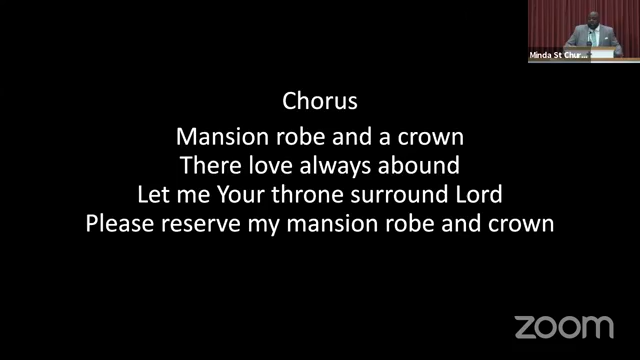 Minda St Chur...
Chorus
Mansion robe and a crown
There love always abound
Let me Your throne surround Lord
Please reserve my mansion robe and crown
zoom